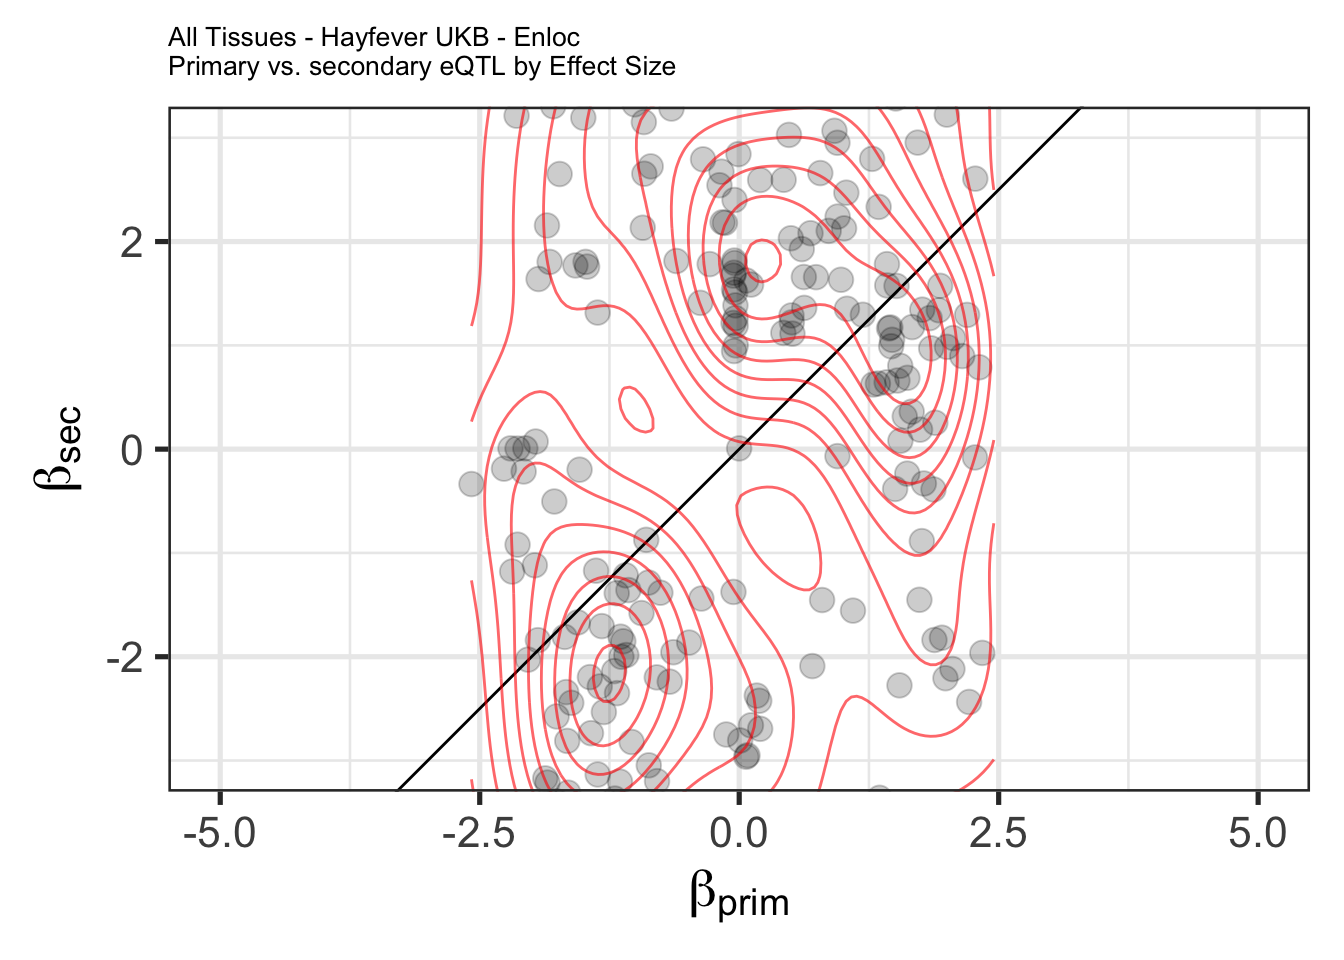 All Tissues - Hayfever UKB - Enloc
Primary vs. secondary eQTL by Effect Size
βsec
2
0
-2
-5.0 -2.5 0.0 2.5 5.0
βprim